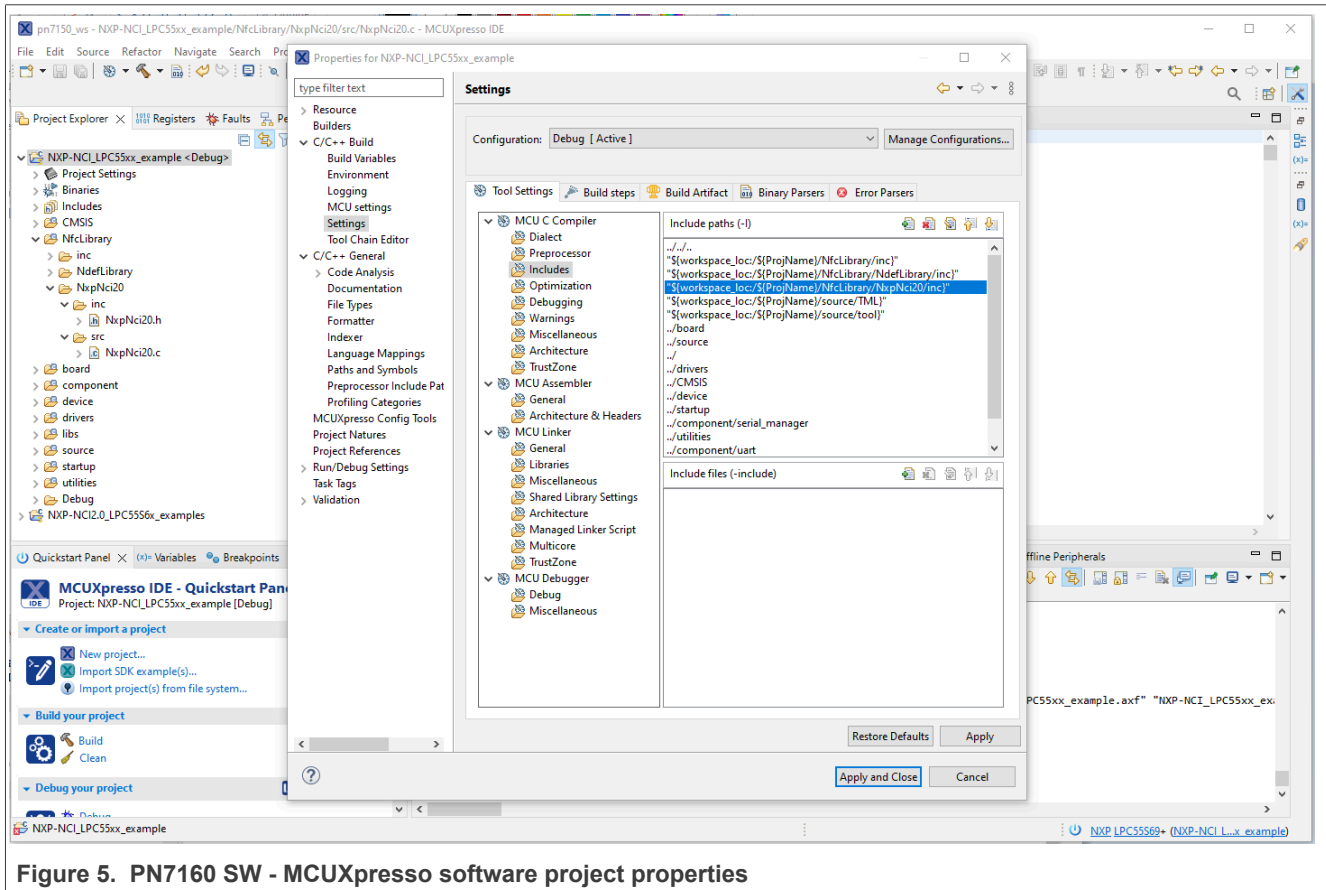 pn7150_ws - NXP-NCI_LPC55xx_example/NfcLibrary/NxpNci20/src/NxpNci20.c - MCUXpresso IDE
File Edit Source Refactor Navigate Search
Project Explorer
Registers
Faults
NXP-NCI_LPC55xx_example <Debug>
Project Settings
Binaries
Includes
CMSIS
NfcLibrary
inc
NdefLibrary
NxpNci20
inc
NxpNci20.h
src
NxpNci20.c
board
component
device
drivers
libs
source
startup
utilities
Debug
NXP-NCI2.0_LPC55S6x_examples
Quickstart Panel
(x)= Variables
Breakpoints
MCUXpresso IDE - Quickstart Pan
IDE
Project: NXP-NCI_LPC55xx_example [Debug]
Create or import a project
New project...
Import SDK example(s)...
Import project(s) from file system...
Build your project
Build
Clean
Debug your project
Debug
NXP-NCI_LPC55xx_example
Properties for NXP-NCI_LPC55xx_example
type filter text
Resource
Builders
C/C++ Build
Build Variables
Environment
Logging
MCU settings
Settings
Tool Chain Editor
C/C++ General
Code Analysis
Documentation
File Types
Formatter
Indexer
Language Mappings
Paths and Symbols
Preprocessor Include Pat
Profiling Categories
MCUXpresso Config Tools
Project Natures
Project References
Run/Debug Settings
Task Tags
Validation
Settings
Configuration: Debug [ Active ]
Manage Configurations...
Tool Settings
Build steps
Build Artifact
Binary Parsers
Error Parsers
MCU C Compiler
Dialect
Preprocessor
Includes
Optimization
Debugging
Warnings
Miscellaneous
Architecture
TrustZone
MCU Assembler
General
Architecture & Headers
MCU Linker
General
Libraries
Miscellaneous
Shared Library Settings
Architecture
Managed Linker Script
Multicore
TrustZone
MCU Debugger
Debug
Miscellaneous
Include paths (-I)
../../..
"${workspace_loc:/${ProjName}/NfcLibrary/inc}"
"${workspace_loc:/${ProjName}/NfcLibrary/NdefLibrary/inc}"
"${workspace_loc:/${ProjName}/NfcLibrary/NxpNci20/inc}"
"${workspace_loc:/${ProjName}/source/TML}"
"${workspace_loc:/${ProjName}/source/tool}"
../board
../source
../
../drivers
../CMSIS
../device
../startup
../component/serial_manager
../utilities
../component/uart
Include files (-include)
Restore Defaults
Apply
Apply and Close
Cancel
(x)=
(x)=
ffline Peripherals
PC55xx_example.axf" "NXP-NCI_LPC55xx_ex
NXP LPC55S69+ (NXP-NCI_L...x_example)
Figure 5. PN7160 SW - MCUXpresso software project properties